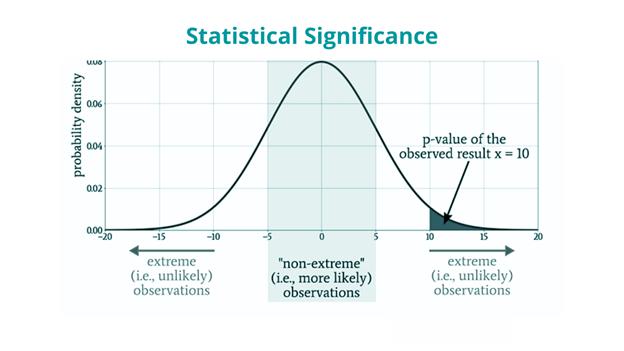 Statistical Significance
probability density
0.08
0.06
0.04
0.02
0.00
p-value of the
observed result x = 10
−20
−15
−10
−5
0
5
10
15
20
extreme
(i.e., unlikely)
observations
"non-extreme"
(i.e., more likely)
observations
extreme
(i.e., unlikely)
observations